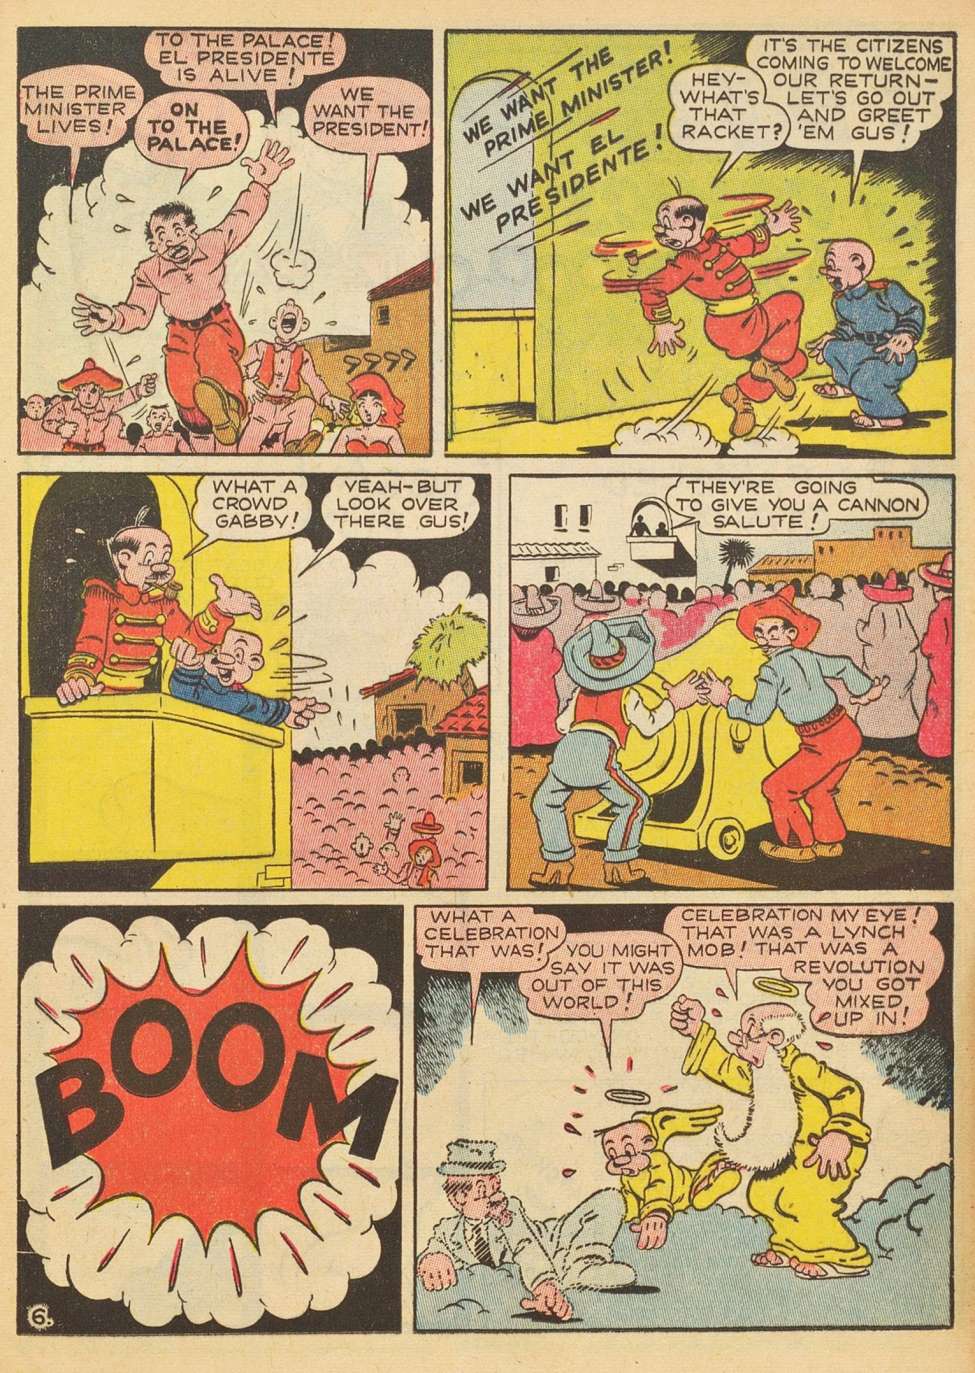 THE PRIME
MINISTER
LIVES!
TO THE PALACE!
EL PRESIDENTE
IS ALIVE!
ON
TO THE
PALACE!
WE
WANT THE
PRESIDENT!
WE WANT THE
PRIME MINISTER!
WE WANT EL
PRESIDENTE!
HEY-
WHAT'S
THAT
RACKET?
IT'S THE CITIZENS
COMING TO WELCOME
OUR RETURN-
LET'S GO OUT
AND GREET
'EM GUS!
WHAT A
CROWD
GABBY!
YEAH-BUT
LOOK OVER
THERE GUS!
THEY'RE GOING
TO GIVE YOU A CANNON
SALUTE!
BOOM
6.
WHAT A
CELEBRATION
THAT WAS!
YOU MIGHT
SAY IT WAS
OUT OF THIS
WORLD!
CELEBRATION MY EYE!
THAT WAS A LYNCH
MOB! THAT WAS A
REVOLUTION
YOU GOT
MIXED
UP IN!